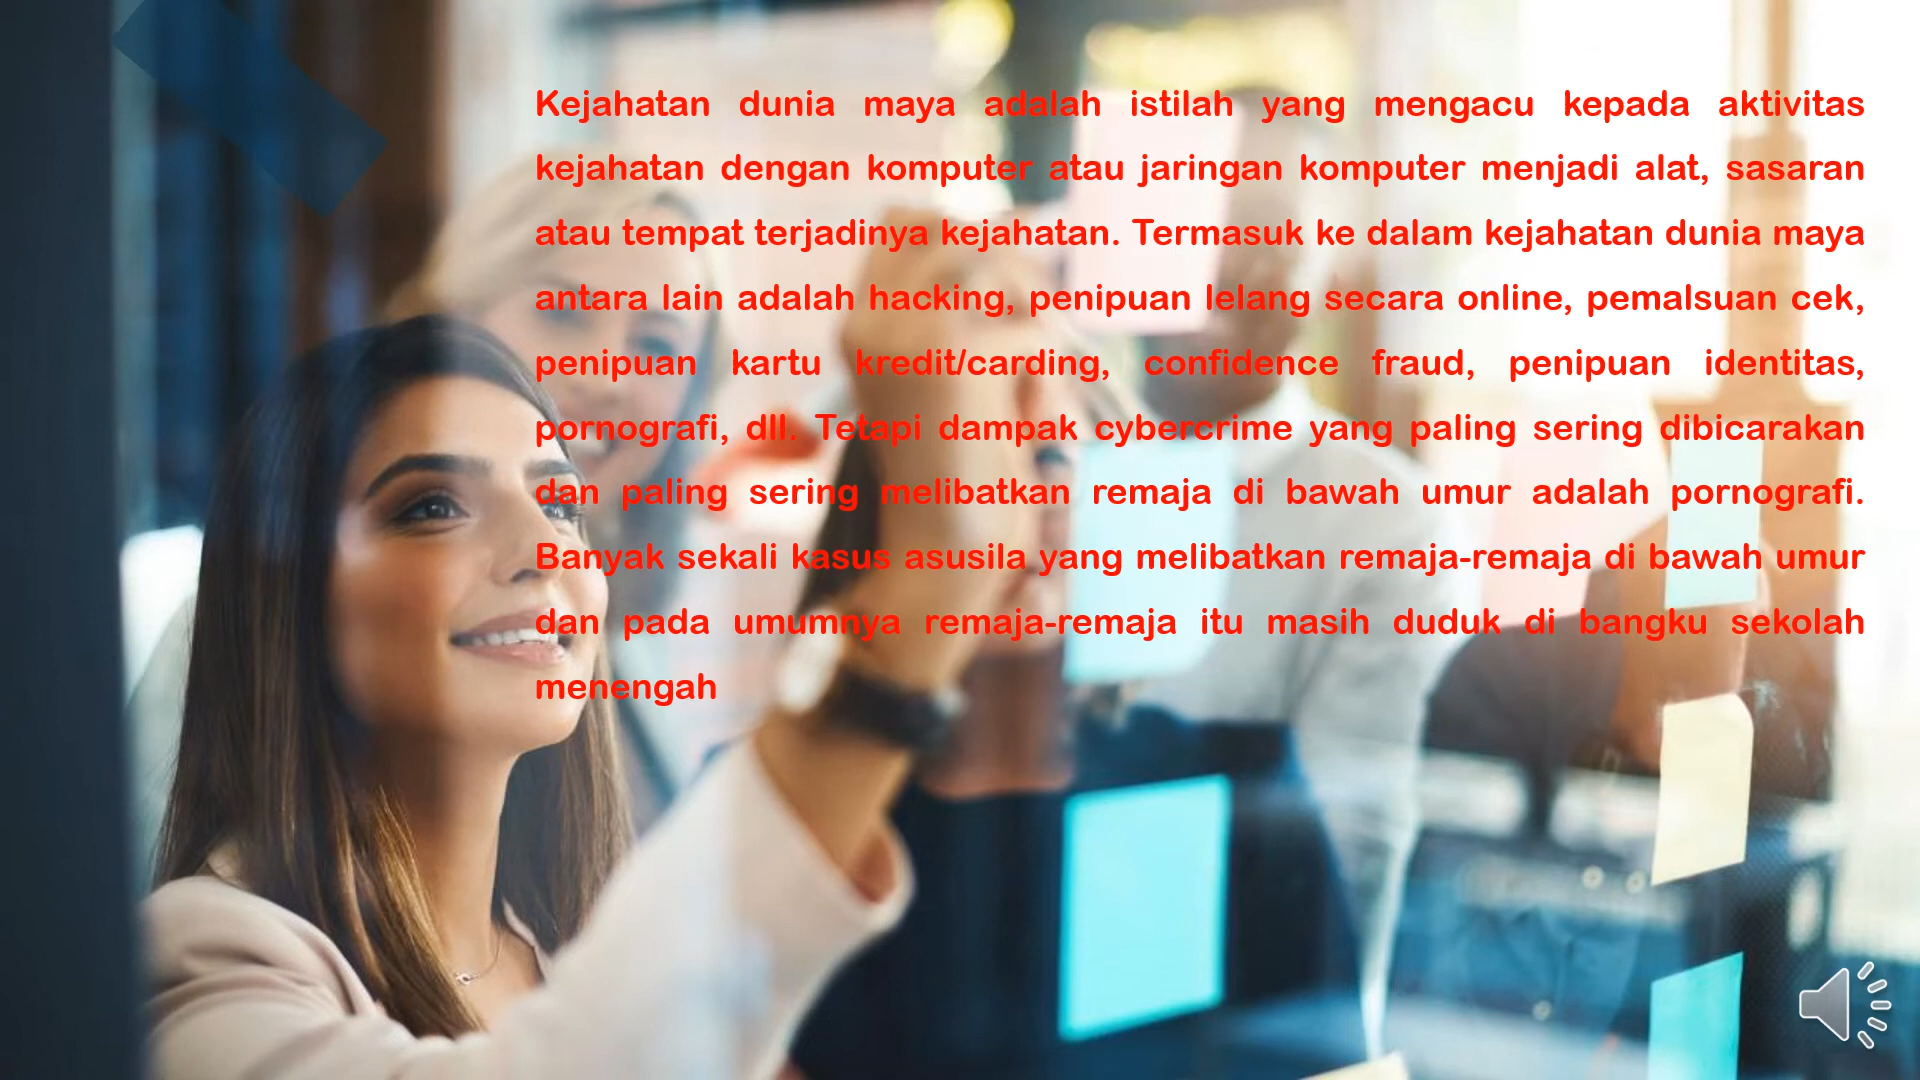 Kejahatan dunia maya adalah istilah yang mengacu kepada aktivitas
kejahatan dengan komputer atau jaringan komputer menjadi alat, sasaran
atau tempat terjadinya kejahatan. Termasuk ke dalam kejahatan dunia maya
antara lain adalah hacking, penipuan lelang secara online, pemalsuan cek,
penipuan kartu kredit/carding, confidence fraud, penipuan identitas,
pornografi, dll. Tetapi dampak cybercrime yang paling sering dibicarakan
dan paling sering melibatkan remaja di bawah umur adalah pornografi.
Banyak sekali kasus asusila yang melibatkan remaja-remaja di bawah umur
dan pada umumnya remaja-remaja itu masih duduk di bangku sekolah
menengah